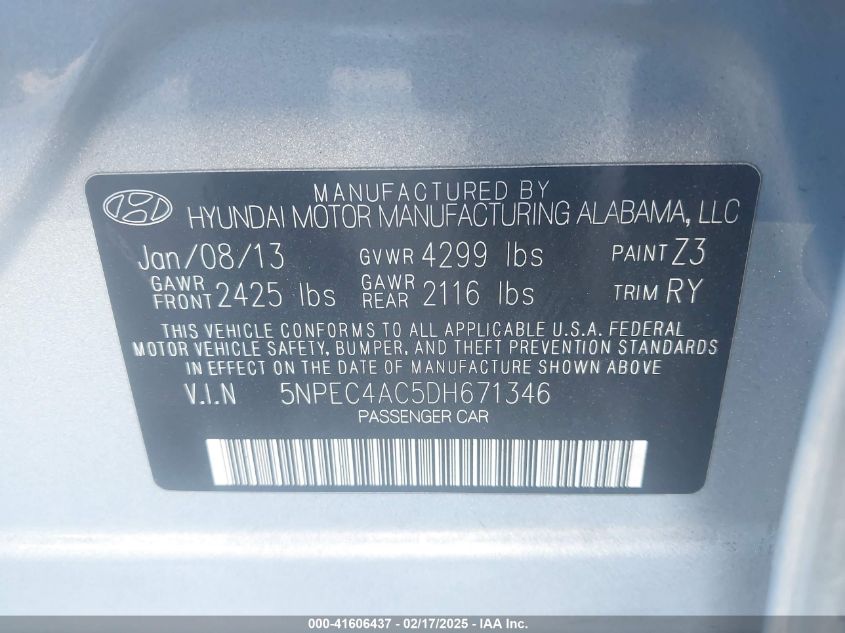 MANUFACTURED BY
HYUNDAI MOTOR MANUFACTURING ALABAMA, LLC
Jan/08/13 GVWR 4299 lbs PAINT Z3
GAWR FRONT 2425 lbs GAWR REAR 2116 lbs TRIM RY
THIS VEHICLE CONFORMS TO ALL APPLICABLE U.S.A. FEDERAL
MOTOR VEHICLE SAFETY, BUMPER, AND THEFT PREVENTION STANDARDS
IN EFFECT ON THE DATE OF MANUFACTURE SHOWN ABOVE
V.I.N 5NPEC4AC5DH671346
PASSENGER CAR
000-41606437 - 02/17/2025 - IAA Inc.